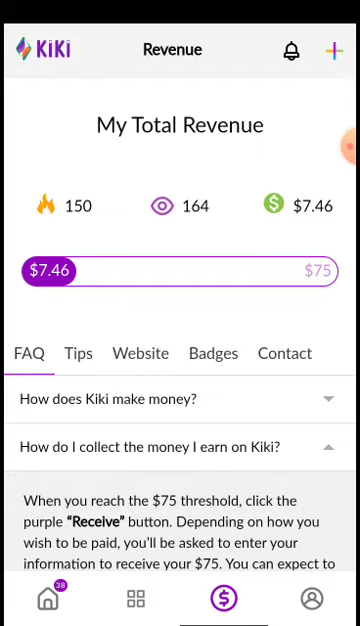 KiKi
Revenue
My Total Revenue
150
164
$7.46
$7.46
$75
FAQ Tips Website Badges Contact
How does Kiki make money?
How do I collect the money I earn on Kiki?
When you reach the $75 threshold, click the
purple “Receive” button. Depending on how you
wish to be paid, you’ll be asked to enter your
information to receive your $75. You can expect to
38